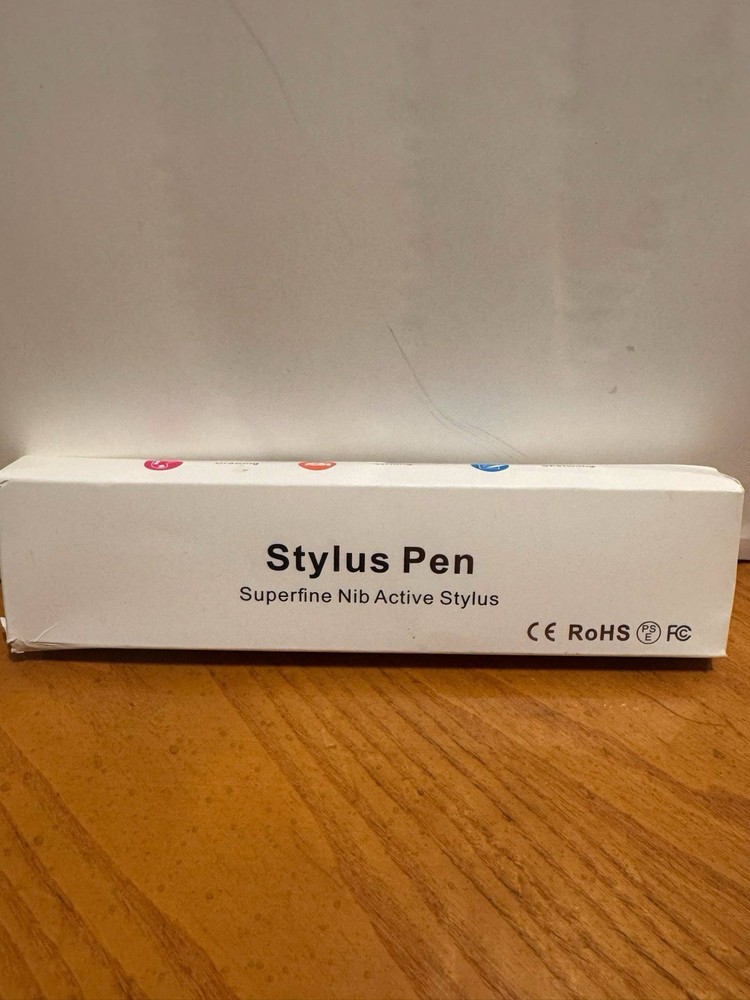 Stylus Pen
Superfine Nib Active Stylus
CE RoHS PSE FC